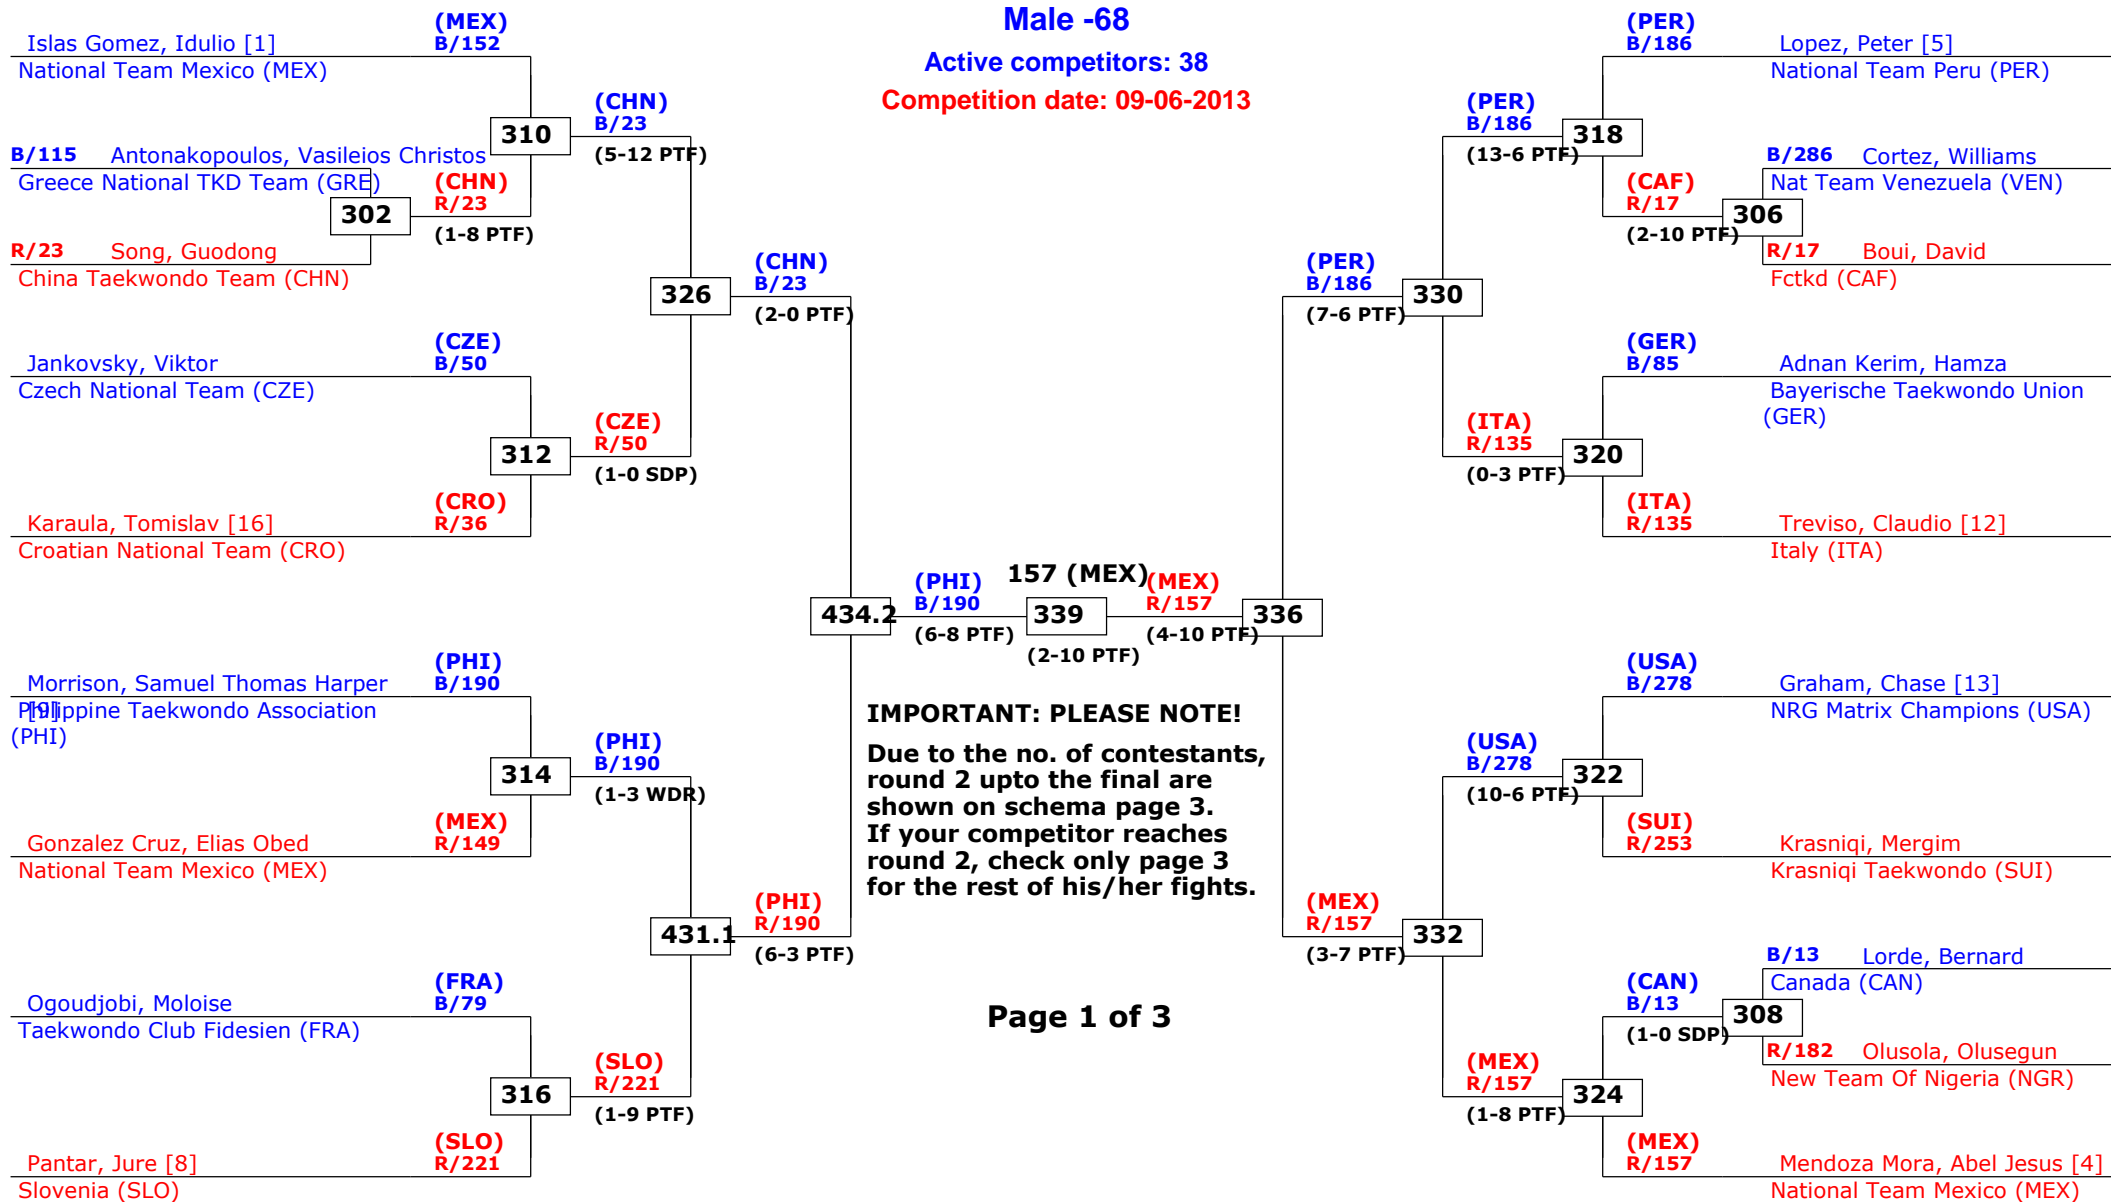 Male -68
Active competitors: 38
Competition date: 09-06-2013
(MEX)
B/152
Islas Gomez, Idulio [1]
National Team Mexico (MEX)
310
(CHN)
B/23
(5-12 PTF)
B/115 Antonakopoulos, Vasileios Christos
Greece National TKD Team (GRE)
302
(CHN)
R/23
(1-8 PTF)
R/23 Song, Guodong
China Taekwondo Team (CHN)
326
(CHN)
B/23
(2-0 PTF)
(CZE)
B/50
Jankovsky, Viktor
Czech National Team (CZE)
312
(CZE)
R/50
(1-0 SDP)
(CRO)
R/36
Karaula, Tomislav [16]
Croatian National Team (CRO)
434.2
(PHI)
B/190
(6-8 PTF)
157 (MEX)
339
(2-10 PTF)
(MEX)
R/157
(4-10 PTF)
336
(PHI)
B/190
Morrison, Samuel Thomas Harper
[9]
Philippine Taekwondo Association
(PHI)
314
(PHI)
B/190
(1-3 WDR)
(MEX)
R/149
Gonzalez Cruz, Elias Obed
National Team Mexico (MEX)
431.1
(PHI)
R/190
(6-3 PTF)
(FRA)
B/79
Ogoudjobi, Moloise
Taekwondo Club Fidesien (FRA)
316
(SLO)
R/221
(1-9 PTF)
(SLO)
R/221
Pantar, Jure [8]
Slovenia (SLO)
IMPORTANT: PLEASE NOTE!
Due to the no. of contestants,
round 2 upto the final are
shown on schema page 3.
If your competitor reaches
round 2, check only page 3
for the rest of his/her fights.
Page 1 of 3
(PER)
B/186
Lopez, Peter [5]
National Team Peru (PER)
(PER)
B/186
(13-6 PTF)
318
B/286 Cortez, Williams
Nat Team Venezuela (VEN)
(CAF)
R/17
(2-10 PTF)
306
R/17 Boui, David
Fctkd (CAF)
(PER)
B/186
(7-6 PTF)
330
(GER)
B/85
Adnan Kerim, Hamza
Bayerische Taekwondo Union
(GER)
(ITA)
R/135
(0-3 PTF)
320
(ITA)
R/135
Treviso, Claudio [12]
Italy (ITA)
(USA)
B/278
Graham, Chase [13]
NRG Matrix Champions (USA)
(USA)
B/278
(10-6 PTF)
322
(SUI)
R/253
Krasniqi, Mergim
Krasniqi Taekwondo (SUI)
(MEX)
R/157
(3-7 PTF)
332
B/13 Lorde, Bernard
Canada (CAN)
(CAN)
B/13
(1-0 SDP)
308
R/182 Olusola, Olusegun
New Team Of Nigeria (NGR)
(MEX)
R/157
(1-8 PTF)
324
(MEX)
R/157
Mendoza Mora, Abel Jesus [4]
National Team Mexico (MEX)